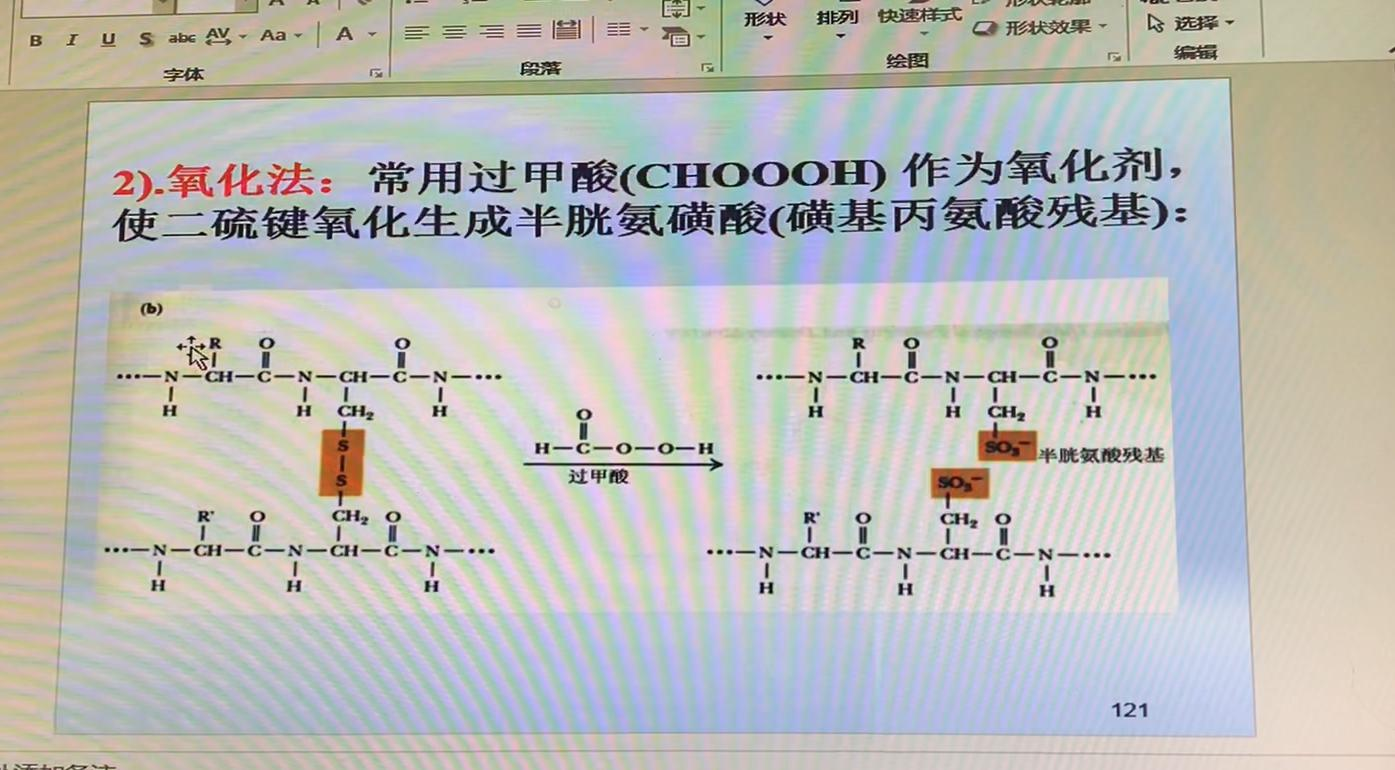 B I U S abc AV Aa A
形状 排列 快速样式
形状效果
选择
字体 段落 绘图 编辑
2).氧化法：常用过甲酸(CHOOOH) 作为氧化剂,
使二硫键氧化生成半胱氨磺酸(磺基丙氨酸残基)：
(b)
R O O
···—N—CH—C—N—CH—C—N—···
H H CH₂ H
S
S
R' O CH₂ O
···—N—CH—C—N—CH—C—N—···
H H H
O
H—C—O—O—H
过甲酸
R O O
···—N—CH—C—N—CH—C—N—···
H H CH₂ H
SO₃⁻ 半胱氨酸残基
SO₃⁻
R' O CH₂ O
···—N—CH—C—N—CH—C—N—···
H H H
121